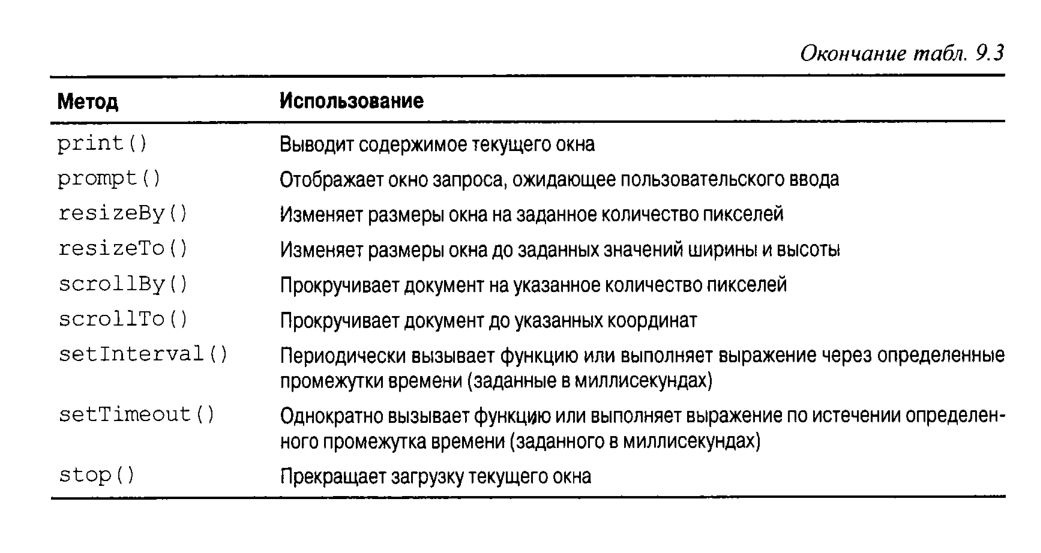 Окончание табл. 9.3
Метод Использование
print() Выводит содержимое текущего окна
prompt() Отображает окно запроса, ожидающее пользовательского ввода
resizeBy() Изменяет размеры окна на заданное количество пикселей
resizeTo() Изменяет размеры окна до заданных значений ширины и высоты
scrollBy() Прокручивает документ на указанное количество пикселей
scrollTo() Прокручивает документ до указанных координат
setInterval() Периодически вызывает функцию или выполняет выражение через определенные
промежутки времени (заданные в миллисекундах)
setTimeout() Однократно вызывает функцию или выполняет выражение по истечении определен-
ного промежутка времени (заданного в миллисекундах)
stop() Прекращает загрузку текущего окна